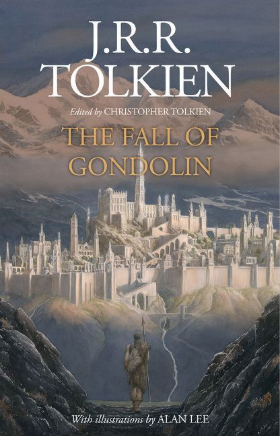 J.R.R.
TOLKIEN
Edited by CHRISTOPHER TOLKIEN
THE FALL OF
GONDOLIN
With illustrations by ALAN LEE